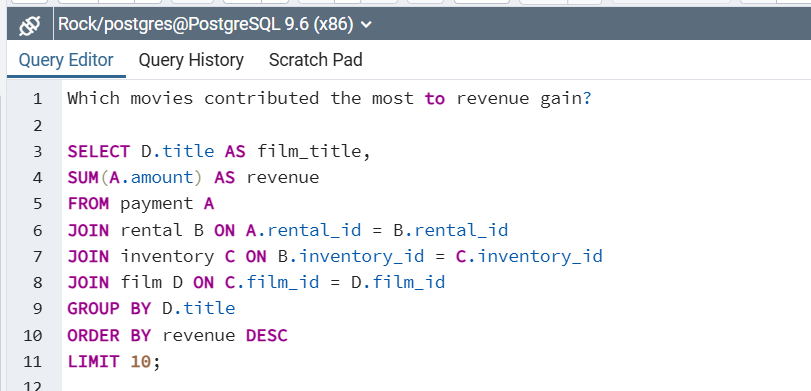 Rock/postgres@PostgreSQL 9.6 (x86)
Query Editor Query History Scratch Pad
1 Which movies contributed the most to revenue gain?
2
3 SELECT D.title AS film_title,
4 SUM(A.amount) AS revenue
5 FROM payment A
6 JOIN rental B ON A.rental_id = B.rental_id
7 JOIN inventory C ON B.inventory_id = C.inventory_id
8 JOIN film D ON C.film_id = D.film_id
9 GROUP BY D.title
10 ORDER BY revenue DESC
11 LIMIT 10;
12